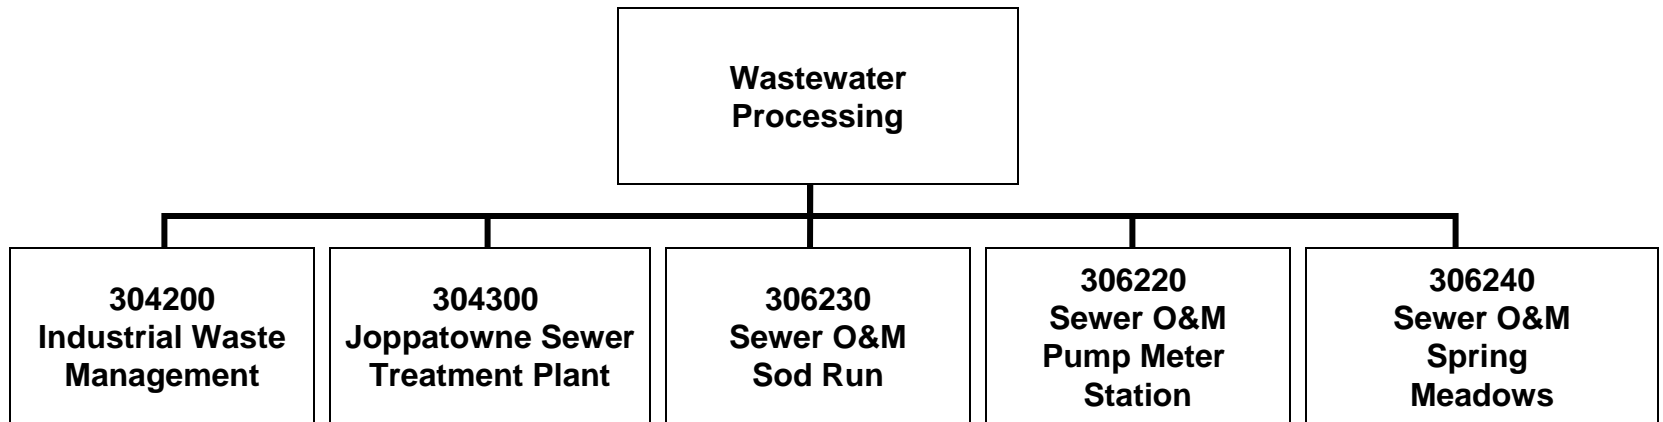 Wastewater
Processing
304200
Industrial Waste
Management
304300
Joppatowne Sewer
Treatment Plant
306230
Sewer O&M
Sod Run
306220
Sewer O&M
Pump Meter
Station
306240
Sewer O&M
Spring
Meadows